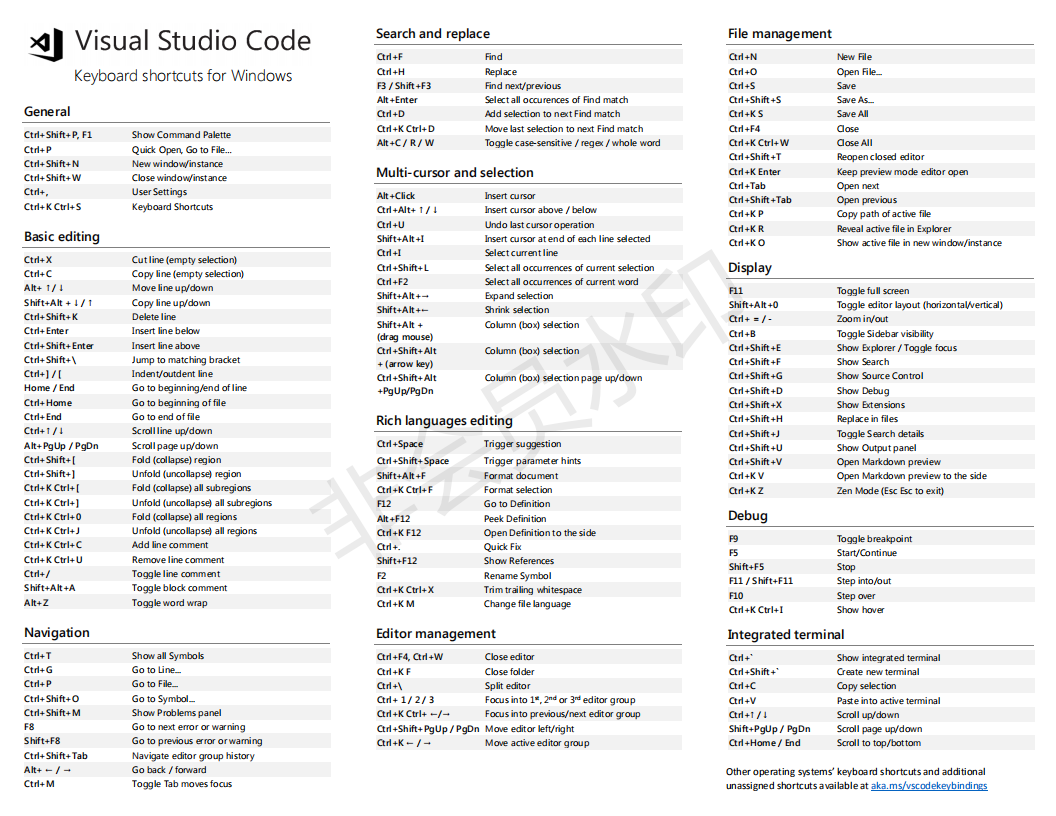 Visual Studio Code
Keyboard shortcuts for Windows
General
Ctrl+Shift+P, F1 Show Command Palette
Ctrl+P Quick Open, Go to File...
Ctrl+Shift+N New window/instance
Ctrl+Shift+W Close window/instance
Ctrl+, User Settings
Ctrl+K Ctrl+S Keyboard Shortcuts
Basic editing
Ctrl+X Cut line (empty selection)
Ctrl+C Copy line (empty selection)
Alt+ ↑ / ↓ Move line up/down
Shift+Alt + ↓ / ↑ Copy line up/down
Ctrl+Shift+K Delete line
Ctrl+Enter Insert line below
Ctrl+Shift+Enter Insert line above
Ctrl+Shift+\ Jump to matching bracket
Ctrl+] / [ Indent/outdent line
Home / End Go to beginning/end of line
Ctrl+Home Go to beginning of file
Ctrl+End Go to end of file
Ctrl+↑ / ↓ Scroll line up/down
Alt+PgUp / PgDn Scroll page up/down
Ctrl+Shift+[ Fold (collapse) region
Ctrl+Shift+] Unfold (uncollapse) region
Ctrl+K Ctrl+[ Fold (collapse) all subregions
Ctrl+K Ctrl+] Unfold (uncollapse) all subregions
Ctrl+K Ctrl+0 Fold (collapse) all regions
Ctrl+K Ctrl+J Unfold (uncollapse) all regions
Ctrl+K Ctrl+C Add line comment
Ctrl+K Ctrl+U Remove line comment
Ctrl+/ Toggle line comment
Shift+Alt+A Toggle block comment
Alt+Z Toggle word wrap
Navigation
Ctrl+T Show all Symbols
Ctrl+G Go to Line...
Ctrl+P Go to File...
Ctrl+Shift+O Go to Symbol...
Ctrl+Shift+M Show Problems panel
F8 Go to next error or warning
Shift+F8 Go to previous error or warning
Ctrl+Shift+Tab Navigate editor group history
Alt+ ← / → Go back / forward
Ctrl+M Toggle Tab moves focus
Search and replace
Ctrl+F Find
Ctrl+H Replace
F3 / Shift+F3 Find next/previous
Alt+Enter Select all occurences of Find match
Ctrl+D Add selection to next Find match
Ctrl+K Ctrl+D Move last selection to next Find match
Alt+C / R / W Toggle case-sensitive / regex / whole word
Multi-cursor and selection
Alt+Click Insert cursor
Ctrl+Alt+ ↑ / ↓ Insert cursor above / below
Ctrl+U Undo last cursor operation
Shift+Alt+I Insert cursor at end of each line selected
Ctrl+I Select current line
Ctrl+Shift+L Select all occurrences of current selection
Ctrl+F2 Select all occurrences of current word
Shift+Alt+→ Expand selection
Shift+Alt+← Shrink selection
Shift+Alt + Column (box) selection
(drag mouse)
Ctrl+Shift+Alt Column (box) selection
+ (arrow key)
Ctrl+Shift+Alt Column (box) selection page up/down
+PgUp/PgDn
Rich languages editing
Ctrl+Space Trigger suggestion
Ctrl+Shift+Space Trigger parameter hints
Shift+Alt+F Format document
Ctrl+K Ctrl+F Format selection
F12 Go to Definition
Alt+F12 Peek Definition
Ctrl+K F12 Open Definition to the side
Ctrl+. Quick Fix
Shift+F12 Show References
F2 Rename Symbol
Ctrl+K Ctrl+X Trim trailing whitespace
Ctrl+K M Change file language
Editor management
Ctrl+F4, Ctrl+W Close editor
Ctrl+K F Close folder
Ctrl+\ Split editor
Ctrl+ 1 / 2 / 3 Focus into 1st, 2nd or 3rd editor group
Ctrl+K Ctrl+ ←/→ Focus into previous/next editor group
Ctrl+Shift+PgUp / PgDn Move editor left/right
Ctrl+K ← / → Move active editor group
File management
Ctrl+N New File
Ctrl+O Open File...
Ctrl+S Save
Ctrl+Shift+S Save As...
Ctrl+K S Save All
Ctrl+F4 Close
Ctrl+K Ctrl+W Close All
Ctrl+Shift+T Reopen closed editor
Ctrl+K Enter Keep preview mode editor open
Ctrl+Tab Open next
Ctrl+Shift+Tab Open previous
Ctrl+K P Copy path of active file
Ctrl+K R Reveal active file in Explorer
Ctrl+K O Show active file in new window/instance
Display
F11 Toggle full screen
Shift+Alt+0 Toggle editor layout (horizontal/vertical)
Ctrl+ = / - Zoom in/out
Ctrl+B Toggle Sidebar visibility
Ctrl+Shift+E Show Explorer / Toggle focus
Ctrl+Shift+F Show Search
Ctrl+Shift+G Show Source Control
Ctrl+Shift+D Show Debug
Ctrl+Shift+X Show Extensions
Ctrl+Shift+H Replace in files
Ctrl+Shift+J Toggle Search details
Ctrl+Shift+U Show Output panel
Ctrl+Shift+V Open Markdown preview
Ctrl+K V Open Markdown preview to the side
Ctrl+K Z Zen Mode (Esc Esc to exit)
Debug
F9 Toggle breakpoint
F5 Start/Continue
Shift+F5 Stop
F11 / Shift+F11 Step into/out
F10 Step over
Ctrl+K Ctrl+I Show hover
Integrated terminal
Ctrl+` Show integrated terminal
Ctrl+Shift+` Create new terminal
Ctrl+C Copy selection
Ctrl+V Paste into active terminal
Ctrl+↑ / ↓ Scroll up/down
Shift+PgUp / PgDn Scroll page up/down
Ctrl+Home / End Scroll to top/bottom
Other operating systems' keyboard shortcuts and additional
unassigned shortcuts available at aka.ms/vscodekeybindings
非会员水印